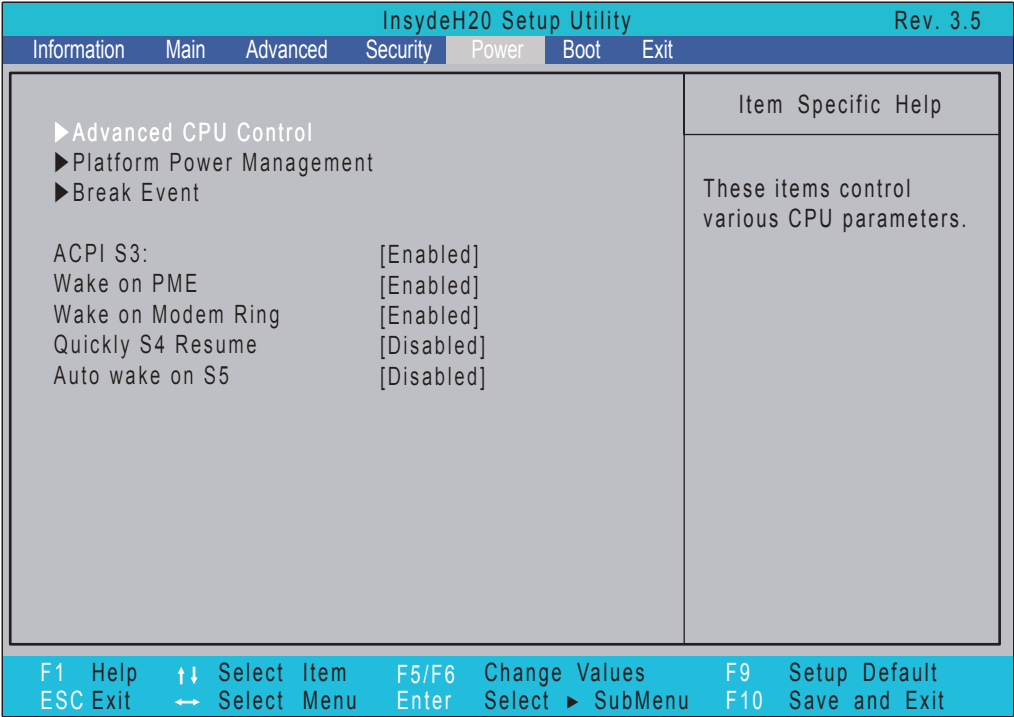 InsydeH20 Setup Utility Rev. 3.5
Information Main Advanced Security Power Boot Exit
Item Specific Help
▶Advanced CPU Control
▶Platform Power Management
▶Break Event
These items control
various CPU parameters.
ACPI S3: [Enabled]
Wake on PME [Enabled]
Wake on Modem Ring [Enabled]
Quickly S4 Resume [Disabled]
Auto wake on S5 [Disabled]
F1 Help ↑↓ Select Item F5/F6 Change Values F9 Setup Default
ESC Exit ↔ Select Menu Enter Select ▶ SubMenu F10 Save and Exit